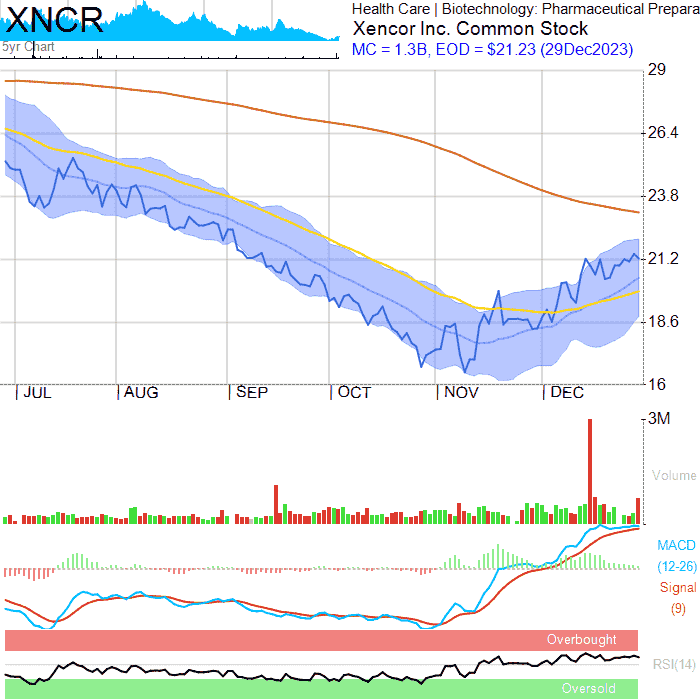 XNCR
5yr Chart
Health Care | Biotechnology: Pharmaceutical Prepara
Xencor Inc. Common Stock
MC = 1.3B, EOD = $21.23 (29Dec2023)
29
26.4
23.8
21.2
18.6
16
JUL AUG SEP OCT NOV DEC
3M
Volume
MACD
(12-26)
Signal
(9)
Overbought
RSI(14)
Oversold